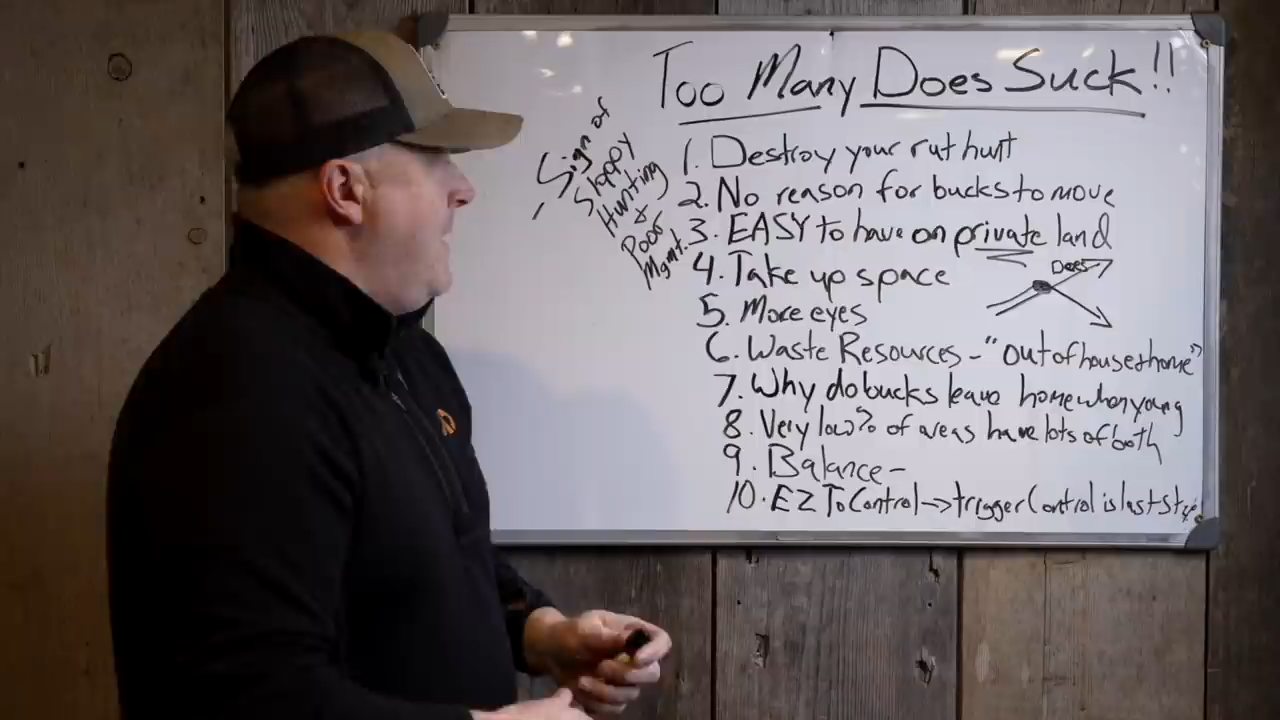 Too Many Does Suck!!
- Sign of
Sloppy
Hunting
+
Poor
Mgmt.
1. Destroy your rut hunt
2. No reason for bucks to move
3. EASY to have on private land
4. Take up space
Does
5. More eyes
6. Waste Resources - "out of house & home"
7. Why do bucks leave home when young
8. Very low % of areas have lots of both
9. Balance -
10. EZ To Control -> trigger Control is last step